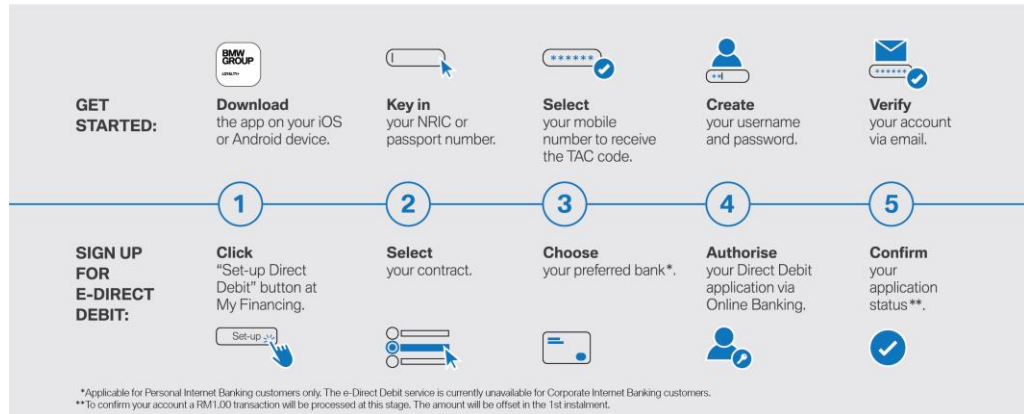 BMW
GROUP
LOYALTY+
GET
STARTED:
Download
the app on your iOS
or Android device.
Key in
your NRIC or
passport number.
******
Select
your mobile
number to receive
the TAC code.
**
Create
your username
and password.
******
Verify
your account
via email.
1
2
3
4
5
SIGN UP
FOR
E-DIRECT
DEBIT:
Click
"Set-up Direct
Debit" button at
My Financing.
Set-up
Select
your contract.
Choose
your preferred bank*.
Authorise
your Direct Debit
application via
Online Banking.
Confirm
your
application
status**.
*Applicable for Personal Internet Banking customers only. The e-Direct Debit service is currently unavailable for Corporate Internet Banking customers.
**To confirm your account a RM1.00 transaction will be processed at this stage. The amount will be offset in the 1st instalment.